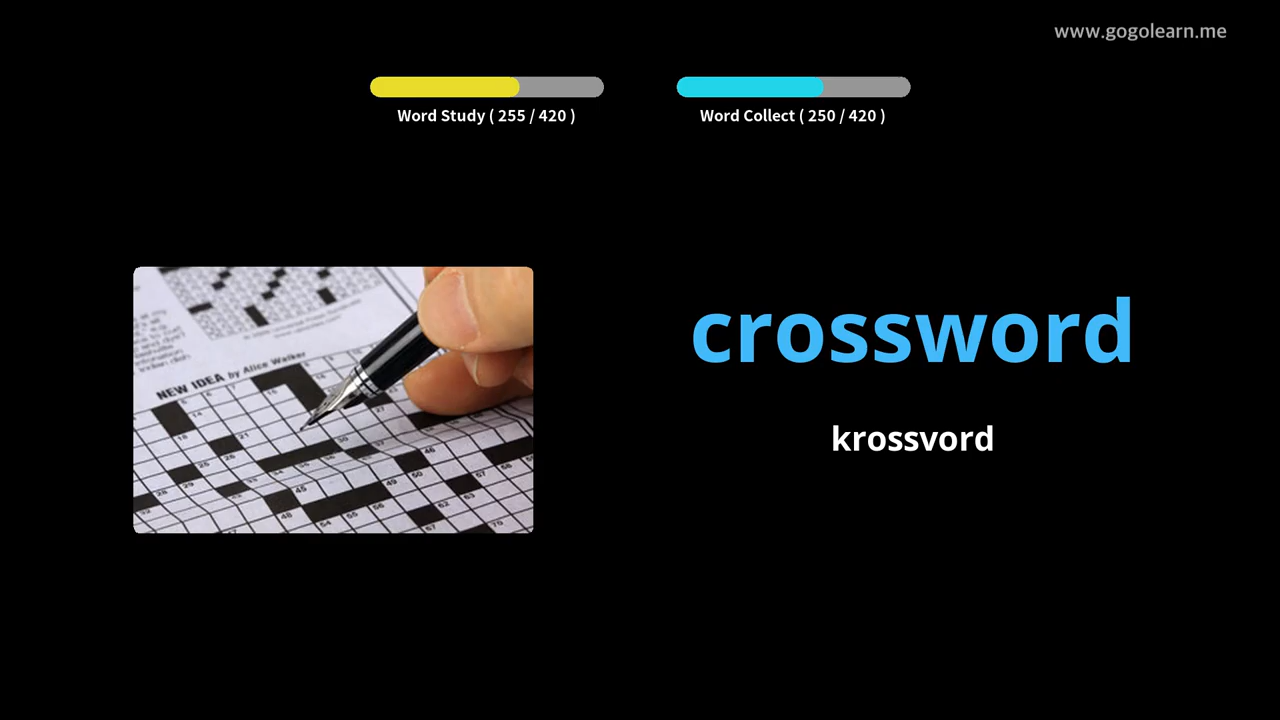 www.gogolearn.me
Word Study ( 255 / 420 )
Word Collect ( 250 / 420 )
NEW IDEA by Alice Walker
crossword
krossvord